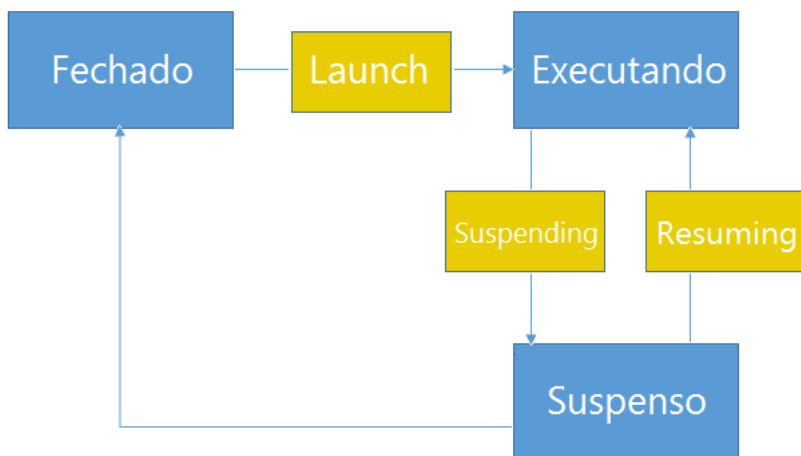 Fechado
Launch
Executando
Suspending
Resuming
Suspenso